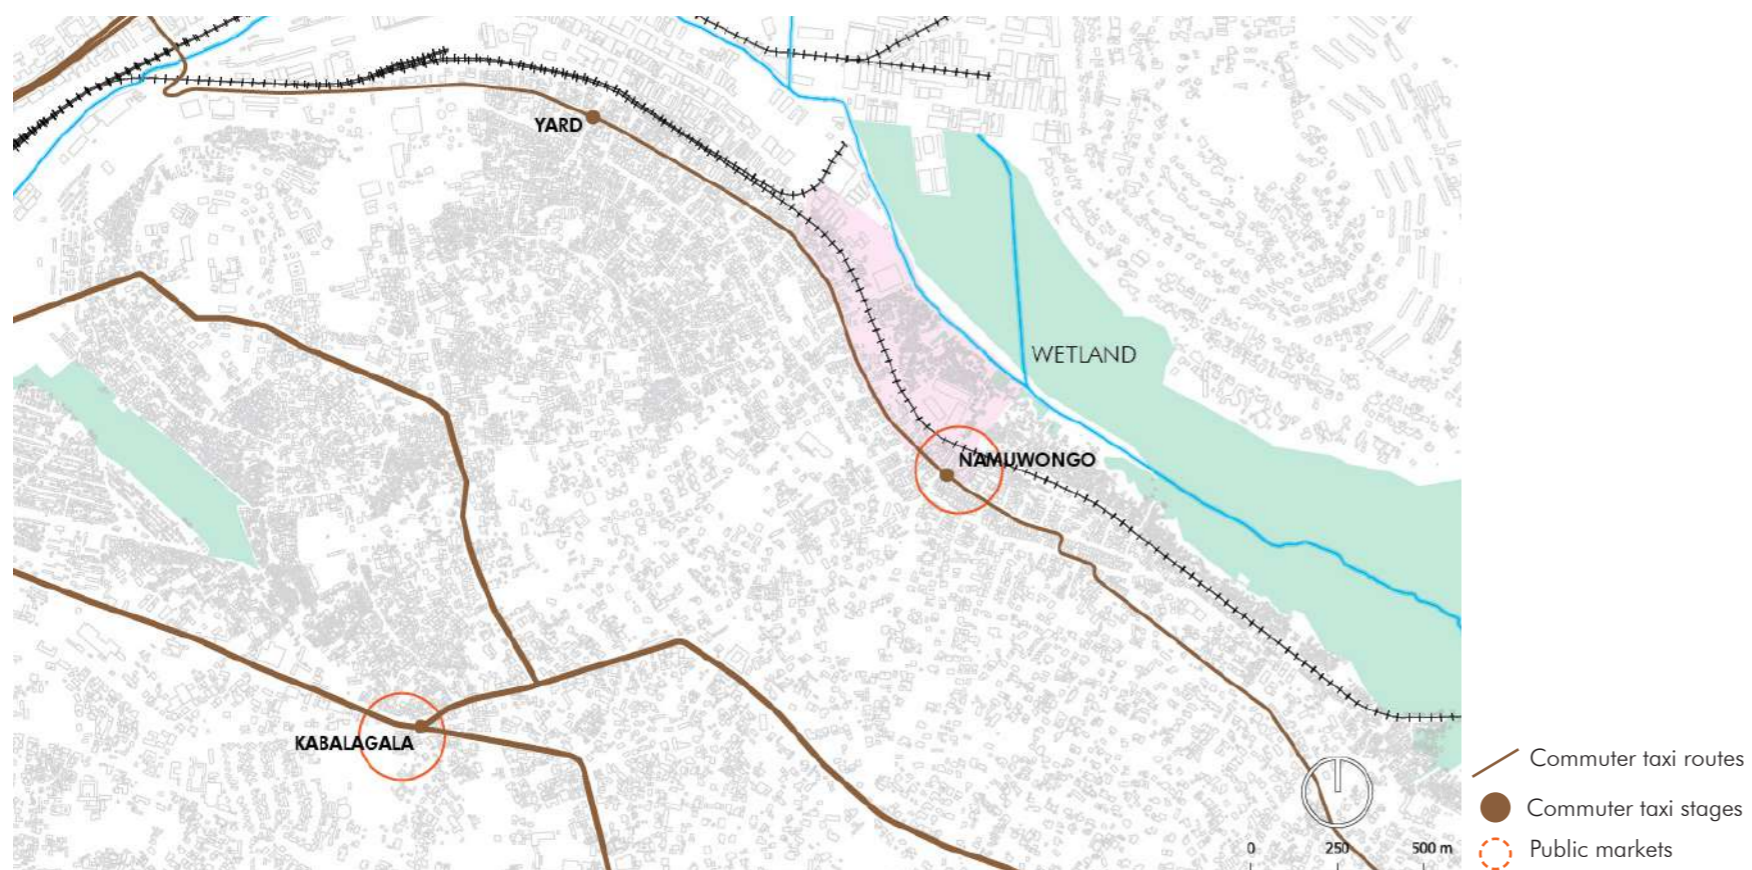 YARD
WETLAND
NAMUWONGO
KABALAGALA
0 250 500 m
Commuter taxi routes
Commuter taxi stages
Public markets